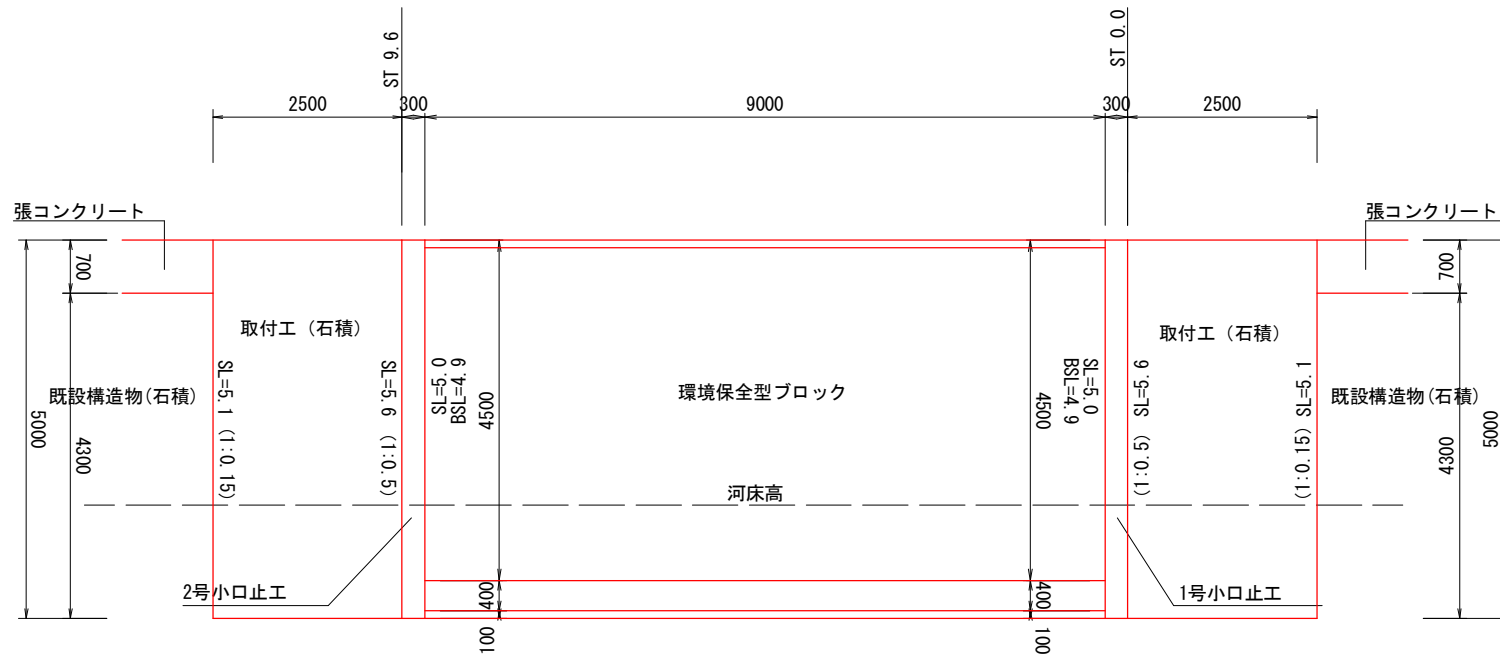 ST 9.6
ST 0.0
2500
300
9000
300
2500
張コンクリート
張コンクリート
700
700
取付工（石積）
取付工（石積）
SL=5.1 (1:0.15)
SL=5.6 (1:0.5)
SL=5.0
BSL=4.9
4500
環境保全型ブロック
4500
BSL=4.9
SL=5.0
(1:0.5) SL=5.6
(1:0.15) SL=5.1
既設構造物(石積)
既設構造物(石積)
5000
4300
4300
5000
河床高
2号小口止工
400
400
1号小口止工
100
100